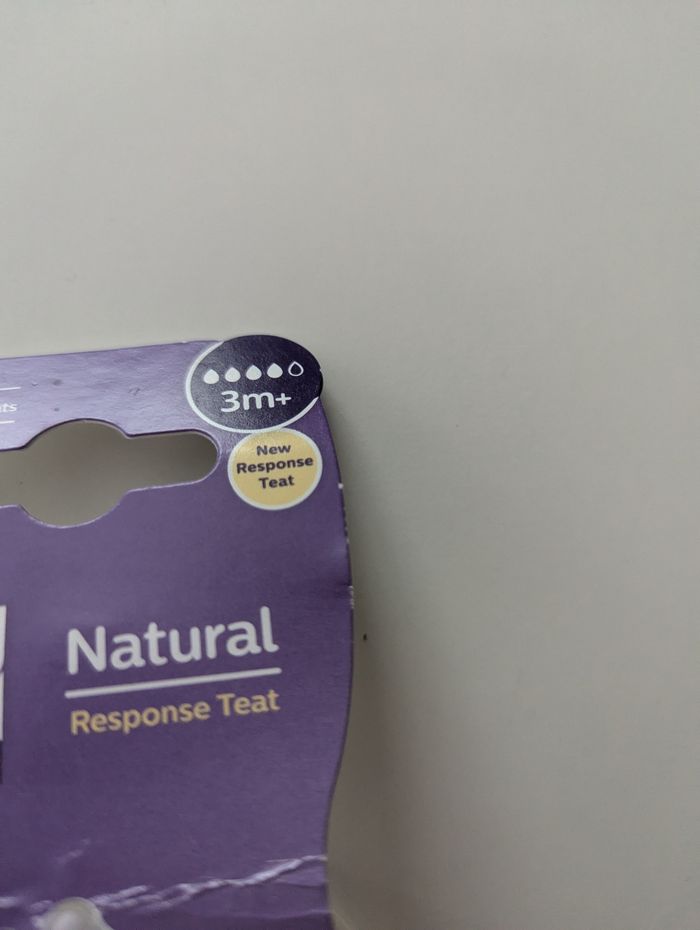 3m+
New
Response
Teat
Natural
Response Teat